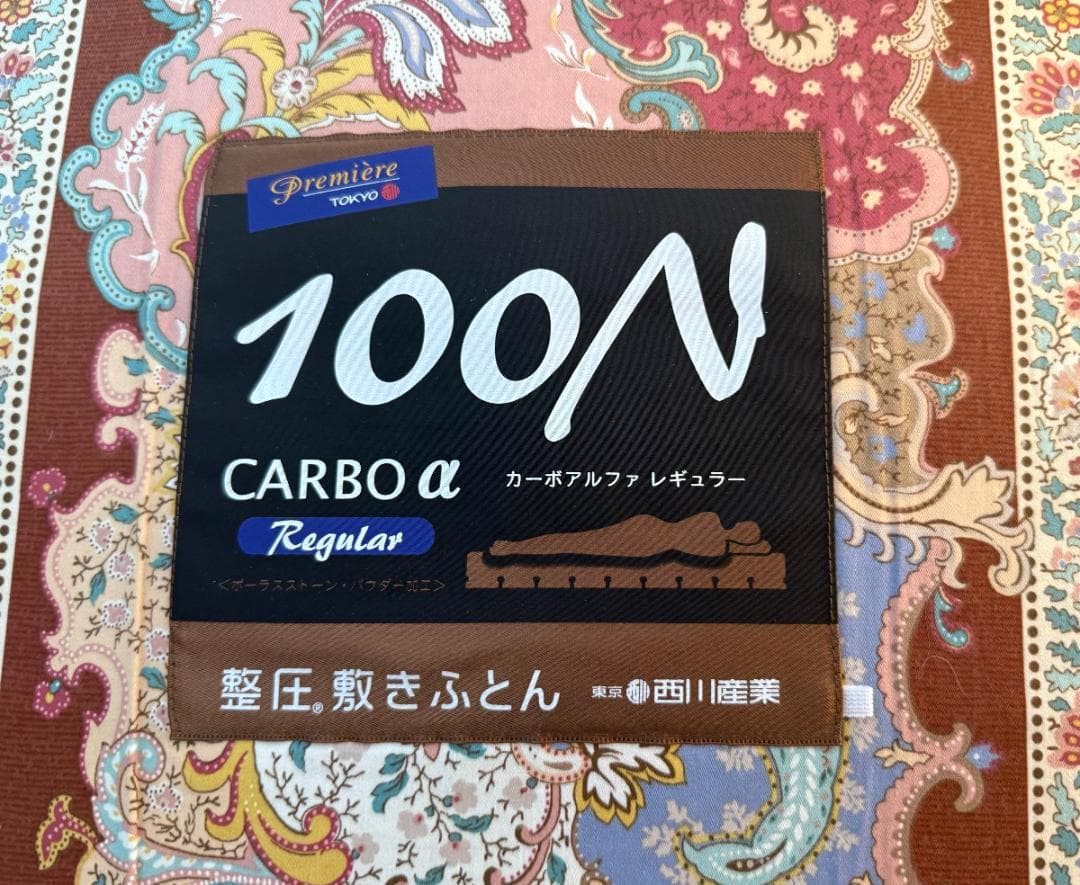 Première
TOKYO
100N
CARBO α
カーボアルファ レギュラー
Regular
<ポーラスストーン・パウダー加工>
整圧® 敷きふとん
東京 西川産業